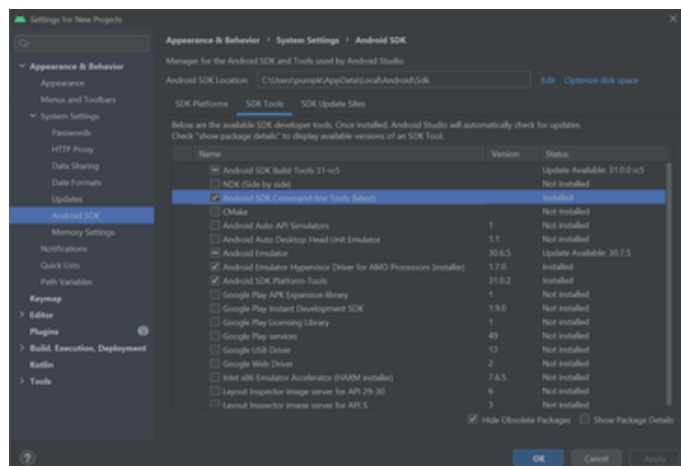 Settings for New Projects
Appearance & Behavior
Appearance
Menus and Toolbars
System Settings
Passwords
HTTP Proxy
Data Sharing
Date Formats
Updates
Android SDK
Memory Settings
Notifications
Quick Lists
Path Variables
Keymap
Editor
Plugins
Build, Execution, Deployment
Kotlin
Tools
Appearance & Behavior › System Settings › Android SDK
Manager for the Android SDK and Tools used by Android Studio
Android SDK Location: C:\Users\pumpk\AppData\Local\Android\Sdk Edit Optimize disk space
SDK Platforms SDK Tools SDK Update Sites
Below are the available SDK developer tools. Once installed, Android Studio will automatically check for updates.
Check "show package details" to display available versions of an SDK Tool.
Name Version Status
Android SDK Build-Tools 31-rc5 Update Available: 31.0.0 rc5
NDK (Side by side) Not Installed
Android SDK Command-line Tools (latest) Installed
CMake Not Installed
Android Auto API Simulators 1 Not installed
Android Auto Desktop Head Unit Emulator 1.1 Not installed
Android Emulator 30.6.5 Update Available: 30.7.5
Android Emulator Hypervisor Driver for AMD Processors (installer) 1.7.0 Installed
Android SDK Platform-Tools 31.0.2 Installed
Google Play APK Expansion library 1 Not installed
Google Play Instant Development SDK 1.9.0 Not installed
Google Play Licensing Library 1 Not installed
Google Play services 49 Not installed
Google USB Driver 13 Not installed
Google Web Driver 2 Not installed
Intel x86 Emulator Accelerator (HAXM installer) 7.6.5 Not installed
Layout Inspector image server for API 29-30 6 Not installed
Layout Inspector image server for API S 3 Not installed
Hide Obsolete Packages Show Package Details
? OK Cancel Apply